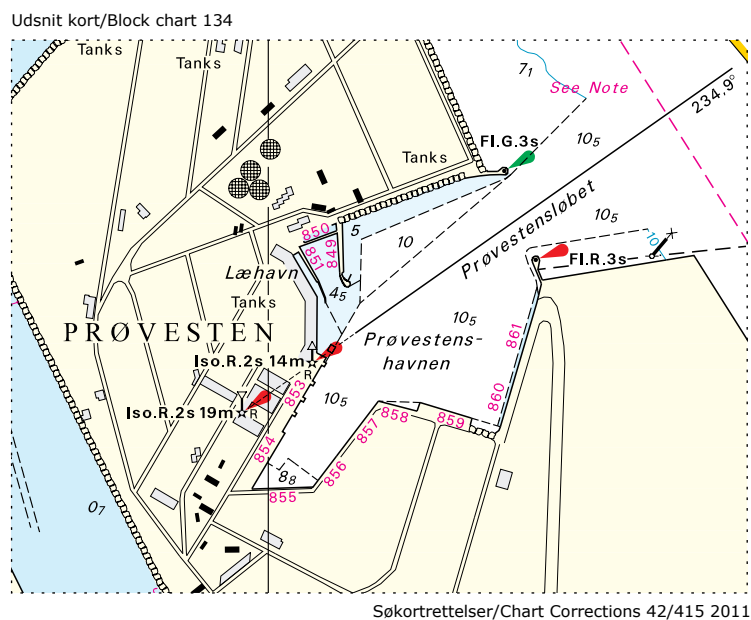 Udsnit kort/Block chart 134
Tanks
Tanks
7₁
See Note
234.9°
Fl.G.3s
10₅
Tanks
Prøvestensløbet
10₅
850
5
849
851
10
10
Læhavn
Fl.R.3s
4₅
Tanks
PRØVESTEN
10₅
861
Prøvestens-
havnen
Iso.R.2s 14m
R
853
10₅
Iso.R.2s 19m
R
858
859
860
857
854
856
8₈
855
0₇
Søkortrettelser/Chart Corrections 42/415 2011